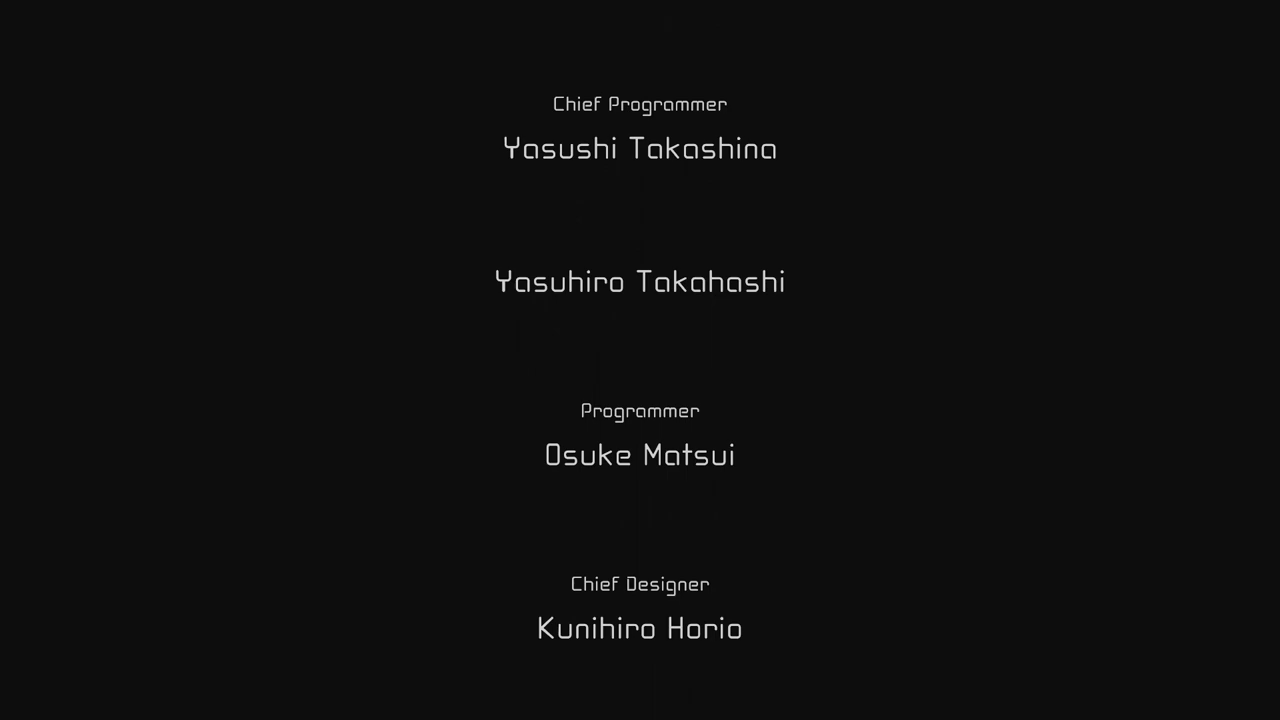 Chief Programmer
Yasushi Takashina
Yasuhiro Takahashi
Programmer
Osuke Matsui
Chief Designer
Kunihiro Horio